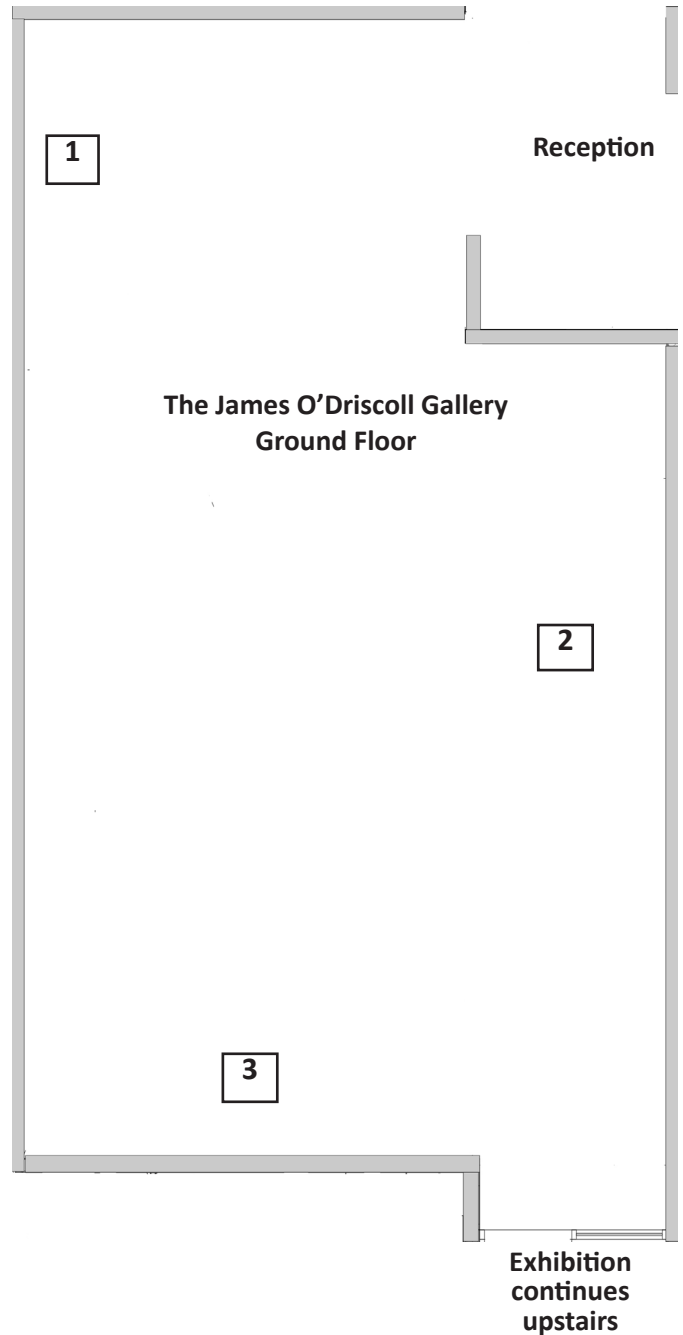 1
Reception
The James O’Driscoll Gallery
Ground Floor
2
3
Exhibition
continues
upstairs